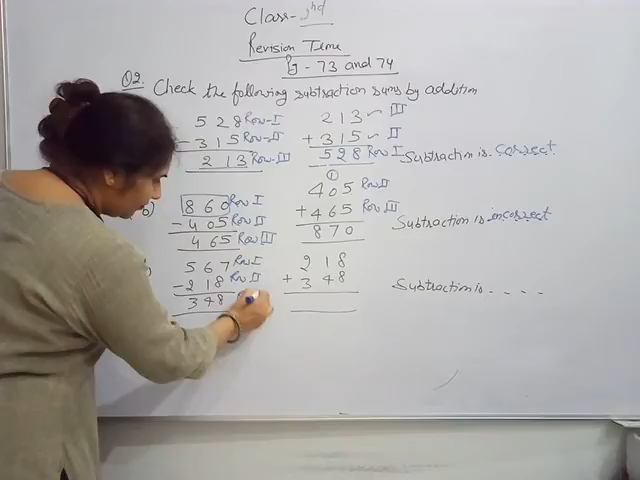 Class- 3rd
Revision Time
Pg - 73 and 74
Q2. Check the following subtraction sums by addition
528 Row-I
- 315 Row-II
213 Row-III
213 III
+ 315 II
528 Row I
Subtraction is correct
b) 860 Row I
- 405 Row II
465 Row III
1
405 Row II
+ 465 Row III
870
Subtraction is incorrect
567 Row I
- 218 Row II
348
218
+ 348
Subtraction is - - - -